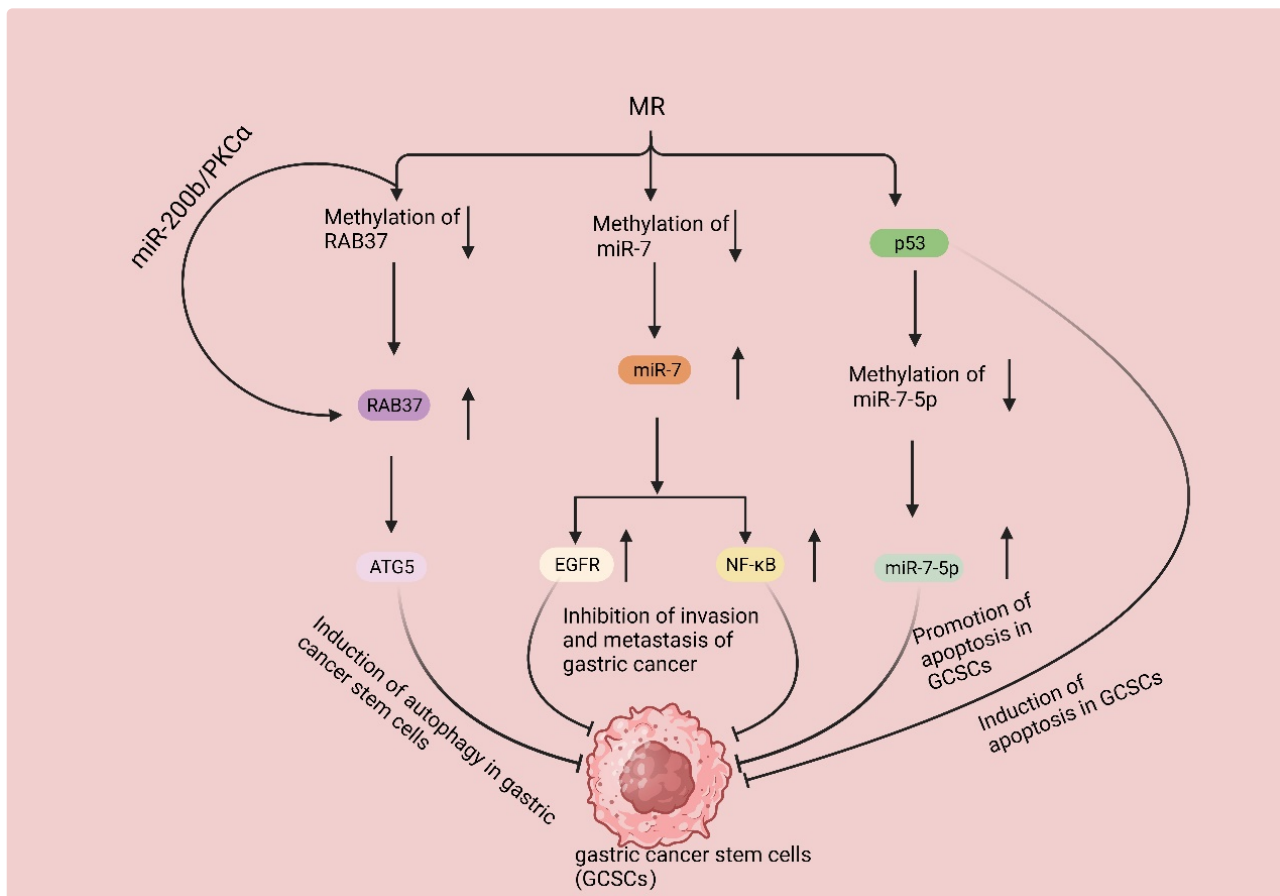 MR
miR-200b/PKCα
Methylation of
RAB37
Methylation of
miR-7
p53
miR-7
Methylation of
miR-7-5p
RAB37
ATG5
EGFR
NF-κB
miR-7-5p
Induction of autophagy in gastric
cancer stem cells
Inhibition of invasion
and metastasis of
gastric cancer
Promotion of
apoptosis in
GCSCs
Induction of
apoptosis in GCSCs
gastric cancer stem cells
(GCSCs)